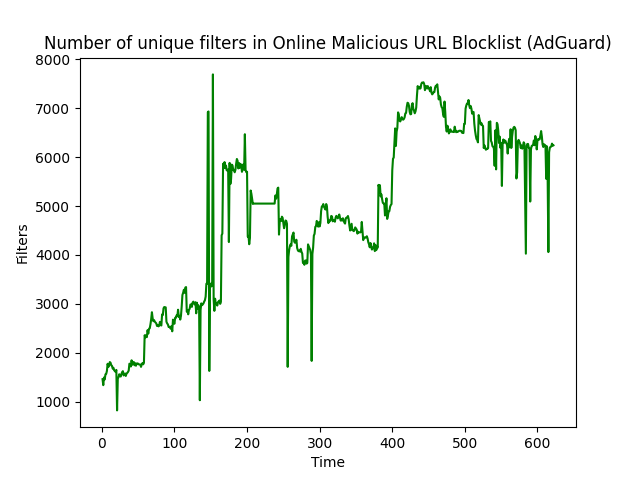 Number of unique filters in Online Malicious URL Blocklist (AdGuard)
8000
7000
6000
5000
4000
3000
2000
1000
Filters
0 100 200 300 400 500 600
Time